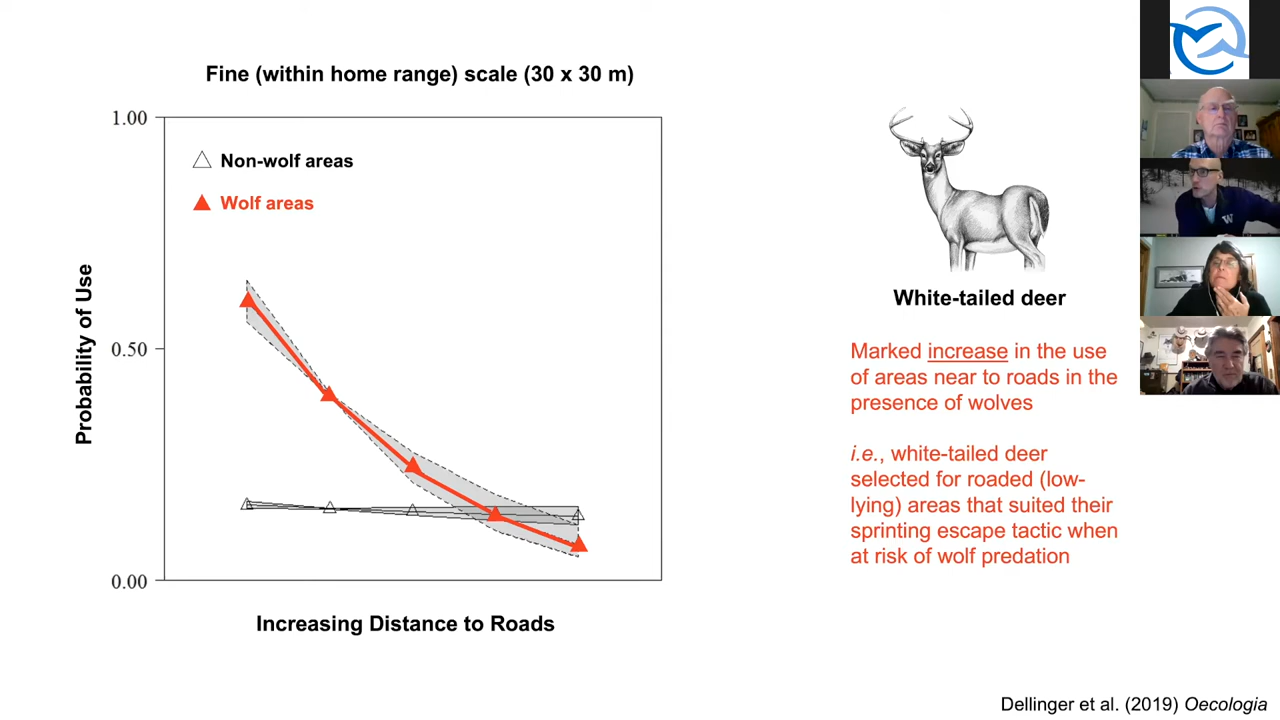 Fine (within home range) scale (30 x 30 m)
1.00
Non-wolf areas
Wolf areas
0.50
0.00
Probability of Use
Increasing Distance to Roads
White-tailed deer
Marked increase in the use
of areas near to roads in the
presence of wolves
i.e., white-tailed deer
selected for roaded (low-
lying) areas that suited their
sprinting escape tactic when
at risk of wolf predation
Dellinger et al. (2019) Oecologia
W